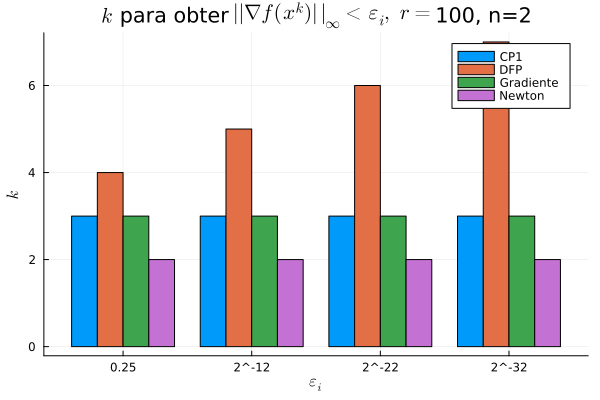 k para obter ||∇f(x^k)||_∞ < ε_i, r = 100, n=2
CP1
DFP
Gradiente
Newton
6
4
2
0
k
0.25
2^-12
2^-22
2^-32
ε_i